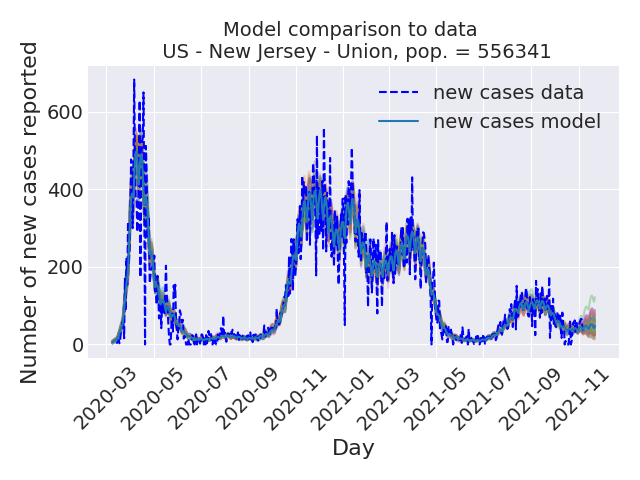 Model comparison to data
US - New Jersey - Union, pop. = 556341
new cases data
new cases model
Number of new cases reported
600
400
200
0
2020-03
2020-05
2020-07
2020-09
2020-11
2021-01
2021-03
2021-05
2021-07
2021-09
2021-11
Day